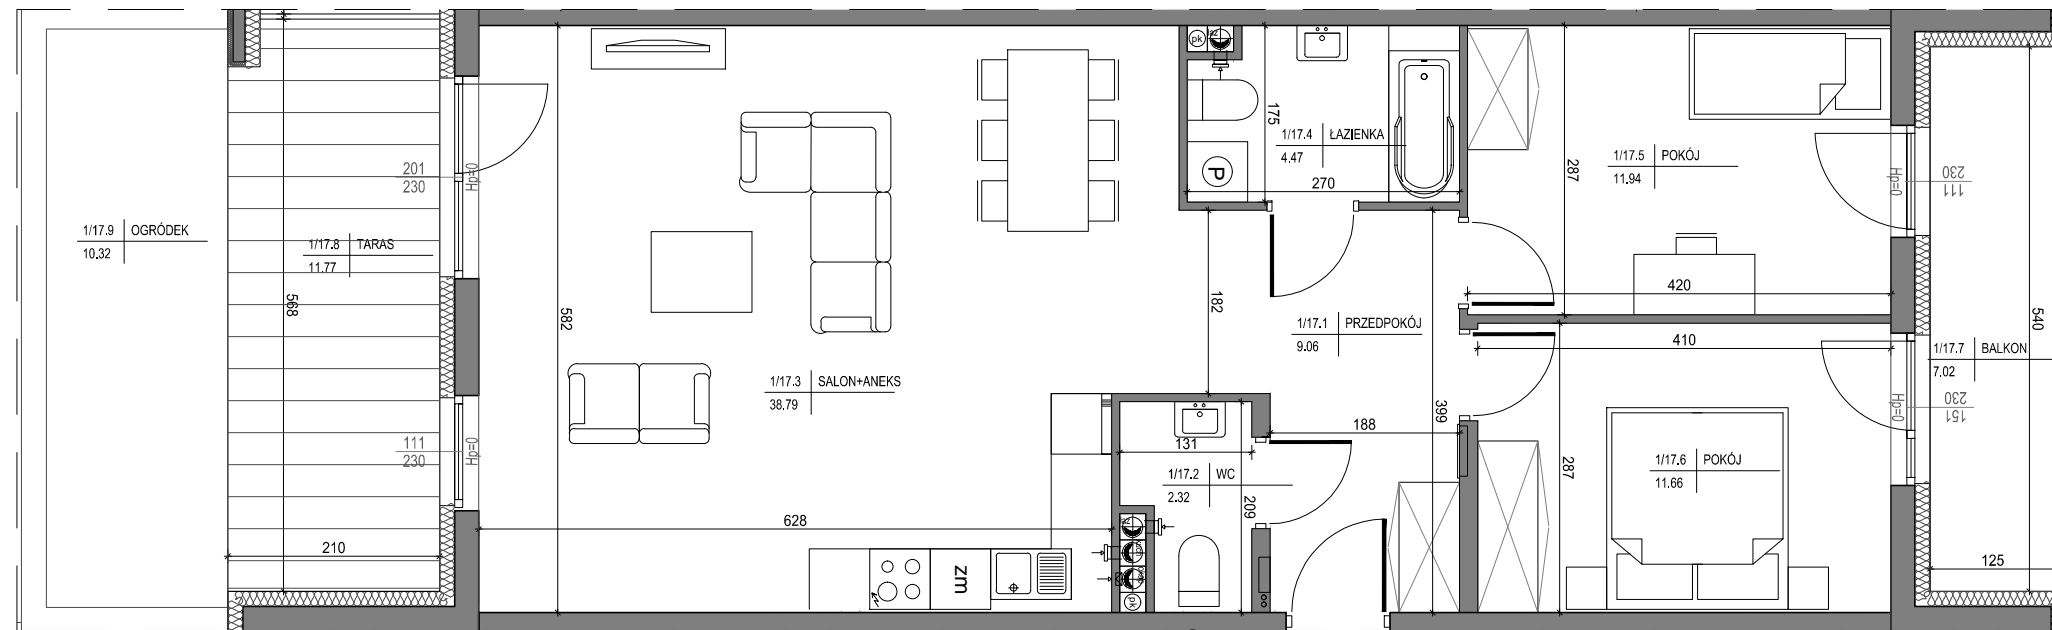 1/17.9 OGRÓDEK
10.32
1/17.8 TARAS
11.77
568
210
201
230
Hp=0
111
230
Hp=0
582
628
1/17.3 SALON+ANEKS
38.79
zm
pk
175
1/17.4 ŁAZIENKA
4.47
P
270
182
1/17.1 PRZEDPOKÓJ
9.06
399
188
131
1/17.2 WC
2.32
209
pk
287
1/17.5 POKÓJ
11.94
420
410
287
1/17.6 POKÓJ
11.66
Hp=0
111
230
Hp=0
151
230
540
1/17.7 BALKON
7.02
125